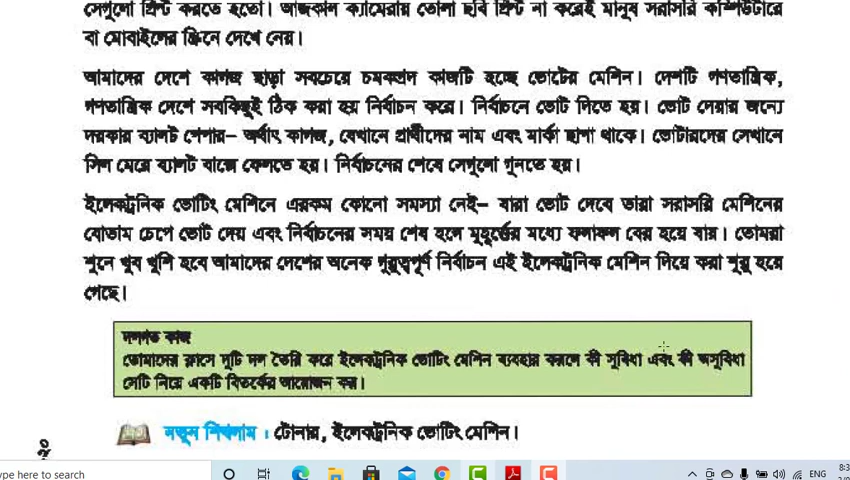 সেগুলো প্রিন্ট করতে হতো। আজকাল ক্যামেরায় তোলা ছবি প্রিন্ট না করেই মানুষ সরাসরি কম্পিউটারে
বা মোবাইলের স্ক্রিনে দেখে নেয়।
আমাদের দেশে কাগজ ছাড়া সবচেয়ে চমকপ্রদ কাজটি হচ্ছে ভোটের মেশিন। দেশটি গণতান্ত্রিক,
গণতান্ত্রিক দেশে সবকিছুই ঠিক করা হয় নির্বাচন করে। নির্বাচনে ভোট দিতে হয়। ভোট দেয়ার জন্যে
দরকার ব্যালট পেপার– অর্থাৎ কাগজ, যেখানে প্রার্থীদের নাম এবং মার্কা ছাপা থাকে। ভোটারদের সেখানে
সিল মেরে ব্যালট বাক্সে ফেলতে হয়। নির্বাচনের শেষে সেগুলো গুনতে হয়।
ইলেকট্রনিক ভোটিং মেশিনে এরকম কোনো সমস্যা নেই– যারা ভোট দেবে তারা সরাসরি মেশিনের
বোতাম চেপে ভোট দেয় এবং নির্বাচনের সময় শেষ হলে মুহূর্তের মধ্যে ফলাফল বের হয়ে যায়। তোমরা
শুনে খুব খুশি হবে আমাদের দেশের অনেক গুরুত্বপূর্ণ নির্বাচন এই ইলেকট্রনিক মেশিন দিয়ে করা শুরু হয়ে
গেছে।
দলগত কাজ
তোমাদের ক্লাসে দুটি দল তৈরি করে ইলেকট্রনিক ভোটিং মেশিন ব্যবহার করলে কী সুবিধা এবং কী অসুবিধা
সেটি নিয়ে একটি বিতর্কের আয়োজন কর।
নতুন শিখলাম : টোনার, ইলেকট্রনিক ভোটিং মেশিন।
ype here to search
ENG
8:3